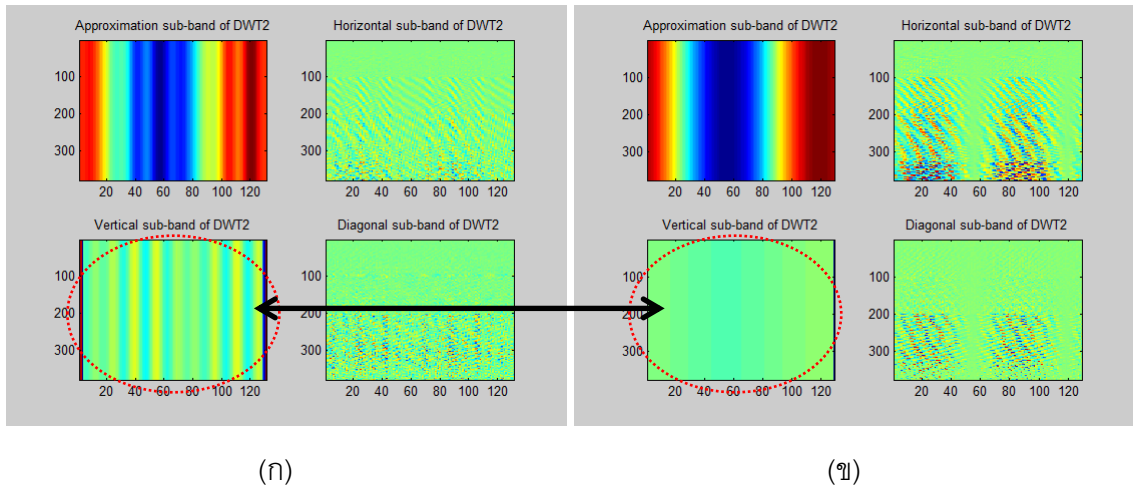 Approximation sub-band of DWT2
100
200
300
20 40 60 80 100 120
Horizontal sub-band of DWT2
100
200
300
20 40 60 80 100 120
Vertical sub-band of DWT2
100
200
300
20 40 60 80 100 120
Diagonal sub-band of DWT2
100
200
300
20 40 60 80 100 120
(ก)
Approximation sub-band of DWT2
100
200
300
20 40 60 80 100 120
Horizontal sub-band of DWT2
100
200
300
20 40 60 80 100 120
Vertical sub-band of DWT2
100
200
300
20 40 60 80 100 120
Diagonal sub-band of DWT2
100
200
300
20 40 60 80 100 120
(ข)